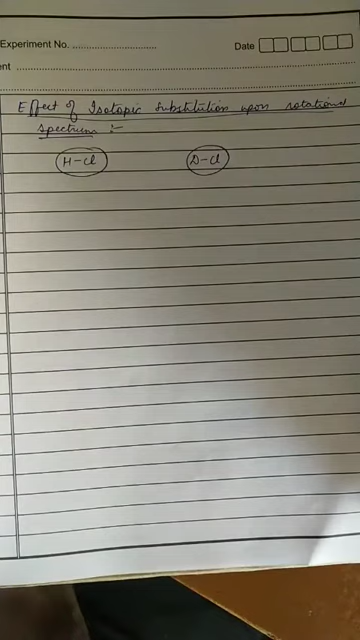 Experiment No.
Date
ent
Effect of Isotopic Substitution upon rotational
spectrum :-
H-Cl D-Cl